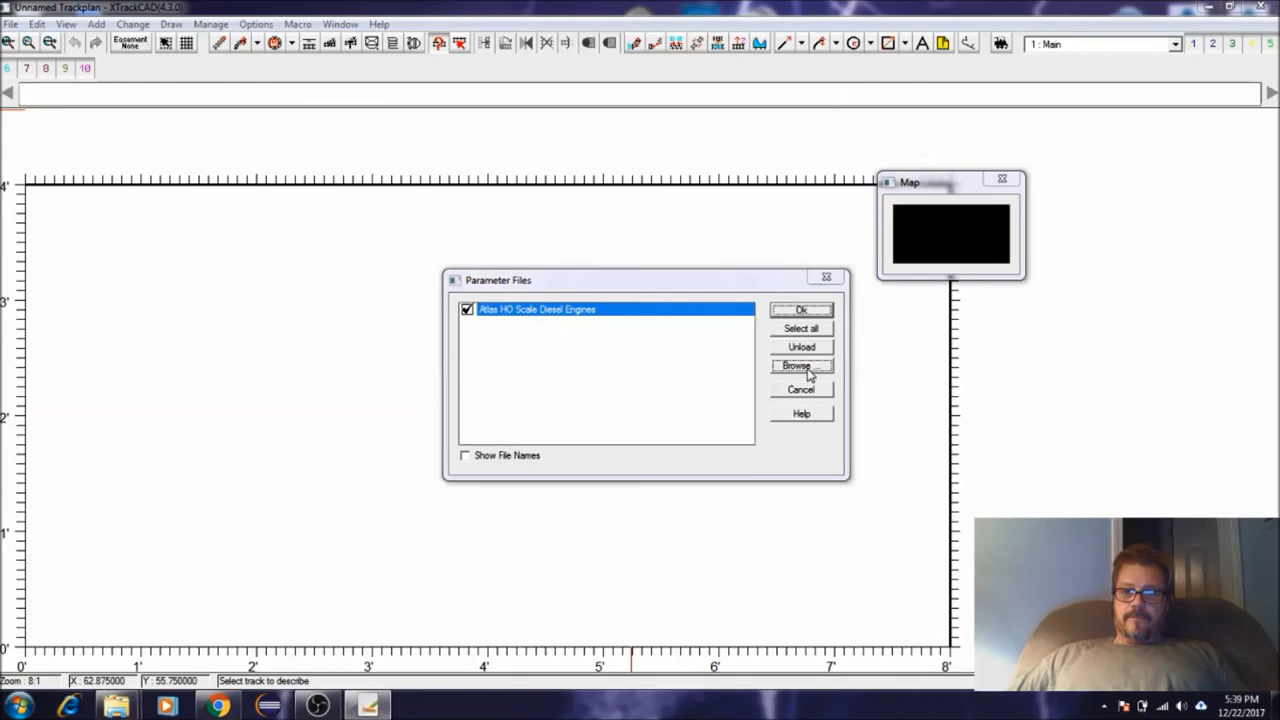 Unnamed Trackplan - XTrackCAD(4.3.0)
File Edit View Add Change Draw Manage Options Macro Window Help
Easement
None
1 : Main
1 2 3 4 5
6 7 8 9 10
Map
4'
3'
2'
1'
0'
Parameter Files
Atlas HO Scale Diesel Engines
Ok
Select all
Unload
Browse ...
Cancel
Help
Show File Names
0' 1' 2' 3' 4' 5' 6' 7' 8'
Zoom : 8:1 X : 62.875000 Y : 55.750000 Select track to describe
5:39 PM
12/22/2017